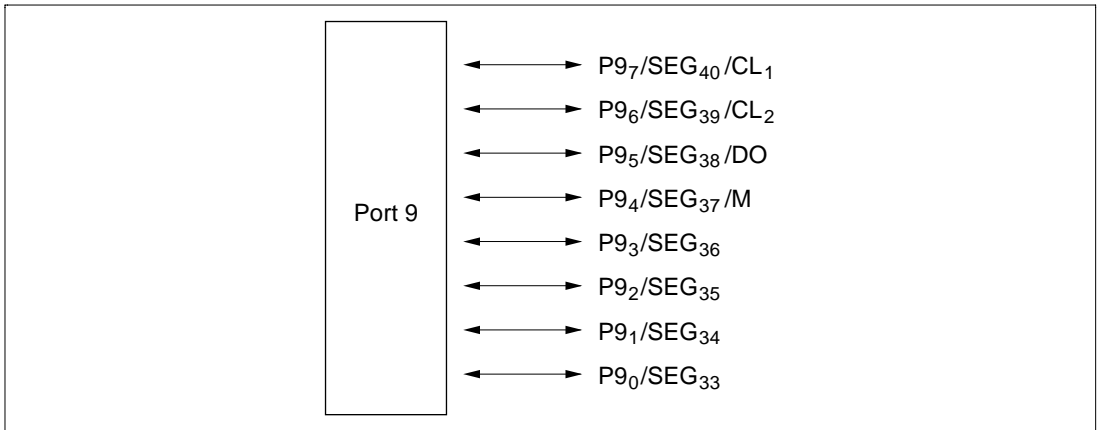 P9₇/SEG₄₀/CL₁
P9₆/SEG₃₉/CL₂
P9₅/SEG₃₈/DO
P9₄/SEG₃₇/M
Port 9
P9₃/SEG₃₆
P9₂/SEG₃₅
P9₁/SEG₃₄
P9₀/SEG₃₃